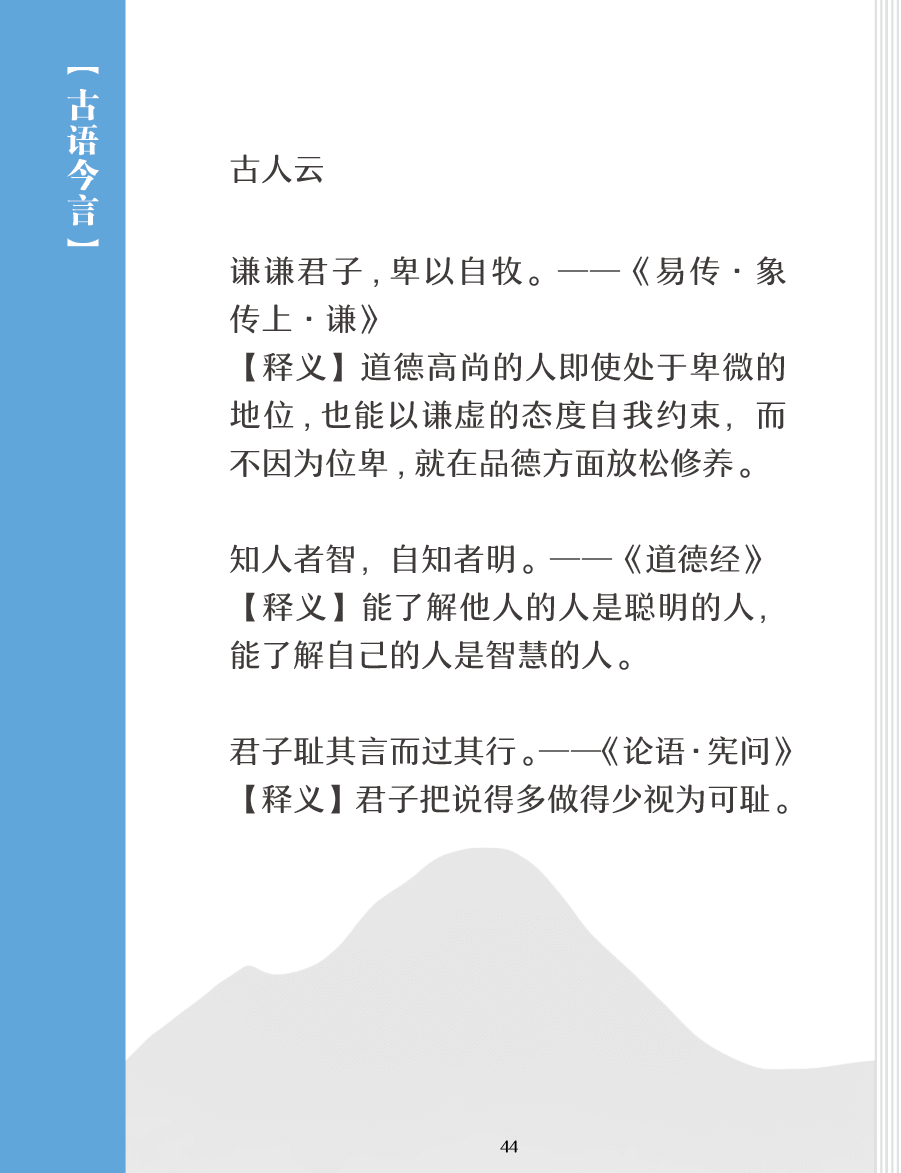 【古语今言】
古人云
谦谦君子，卑以自牧。——《易传·象
传上·谦》
【释义】道德高尚的人即使处于卑微的
地位，也能以谦虚的态度自我约束，而
不因为位卑，就在品德方面放松修养。
知人者智，自知者明。——《道德经》
【释义】能了解他人的人是聪明的人，
能了解自己的人是智慧的人。
君子耻其言而过其行。——《论语·宪问》
【释义】君子把说得多做得少视为可耻。
44